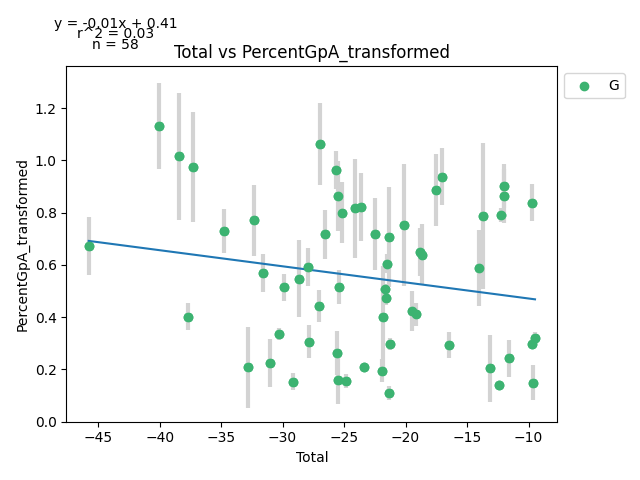 y = -0.01x + 0.41
r^2 = 0.03
n = 58
Total vs PercentGpA_transformed
G
PercentGpA_transformed
1.2
1.0
0.8
0.6
0.4
0.2
0.0
−45 −40 −35 −30 −25 −20 −15 −10
Total